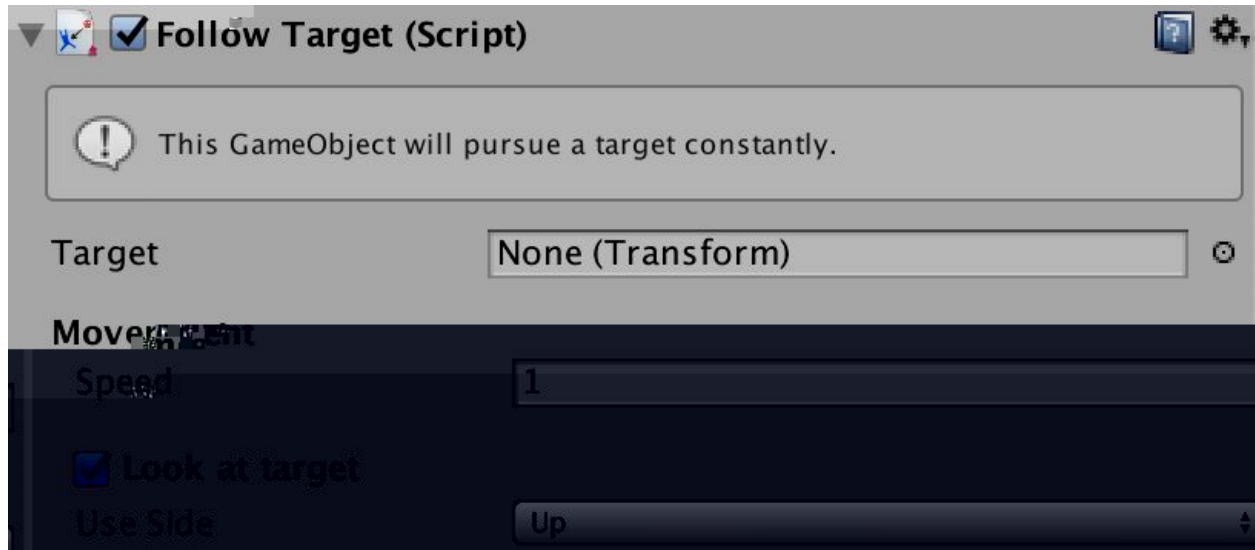 Follow Target (Script)
This GameObject will pursue a target constantly.
Target None (Transform)
Movement
Speed 1
Look at target
Use Side Up